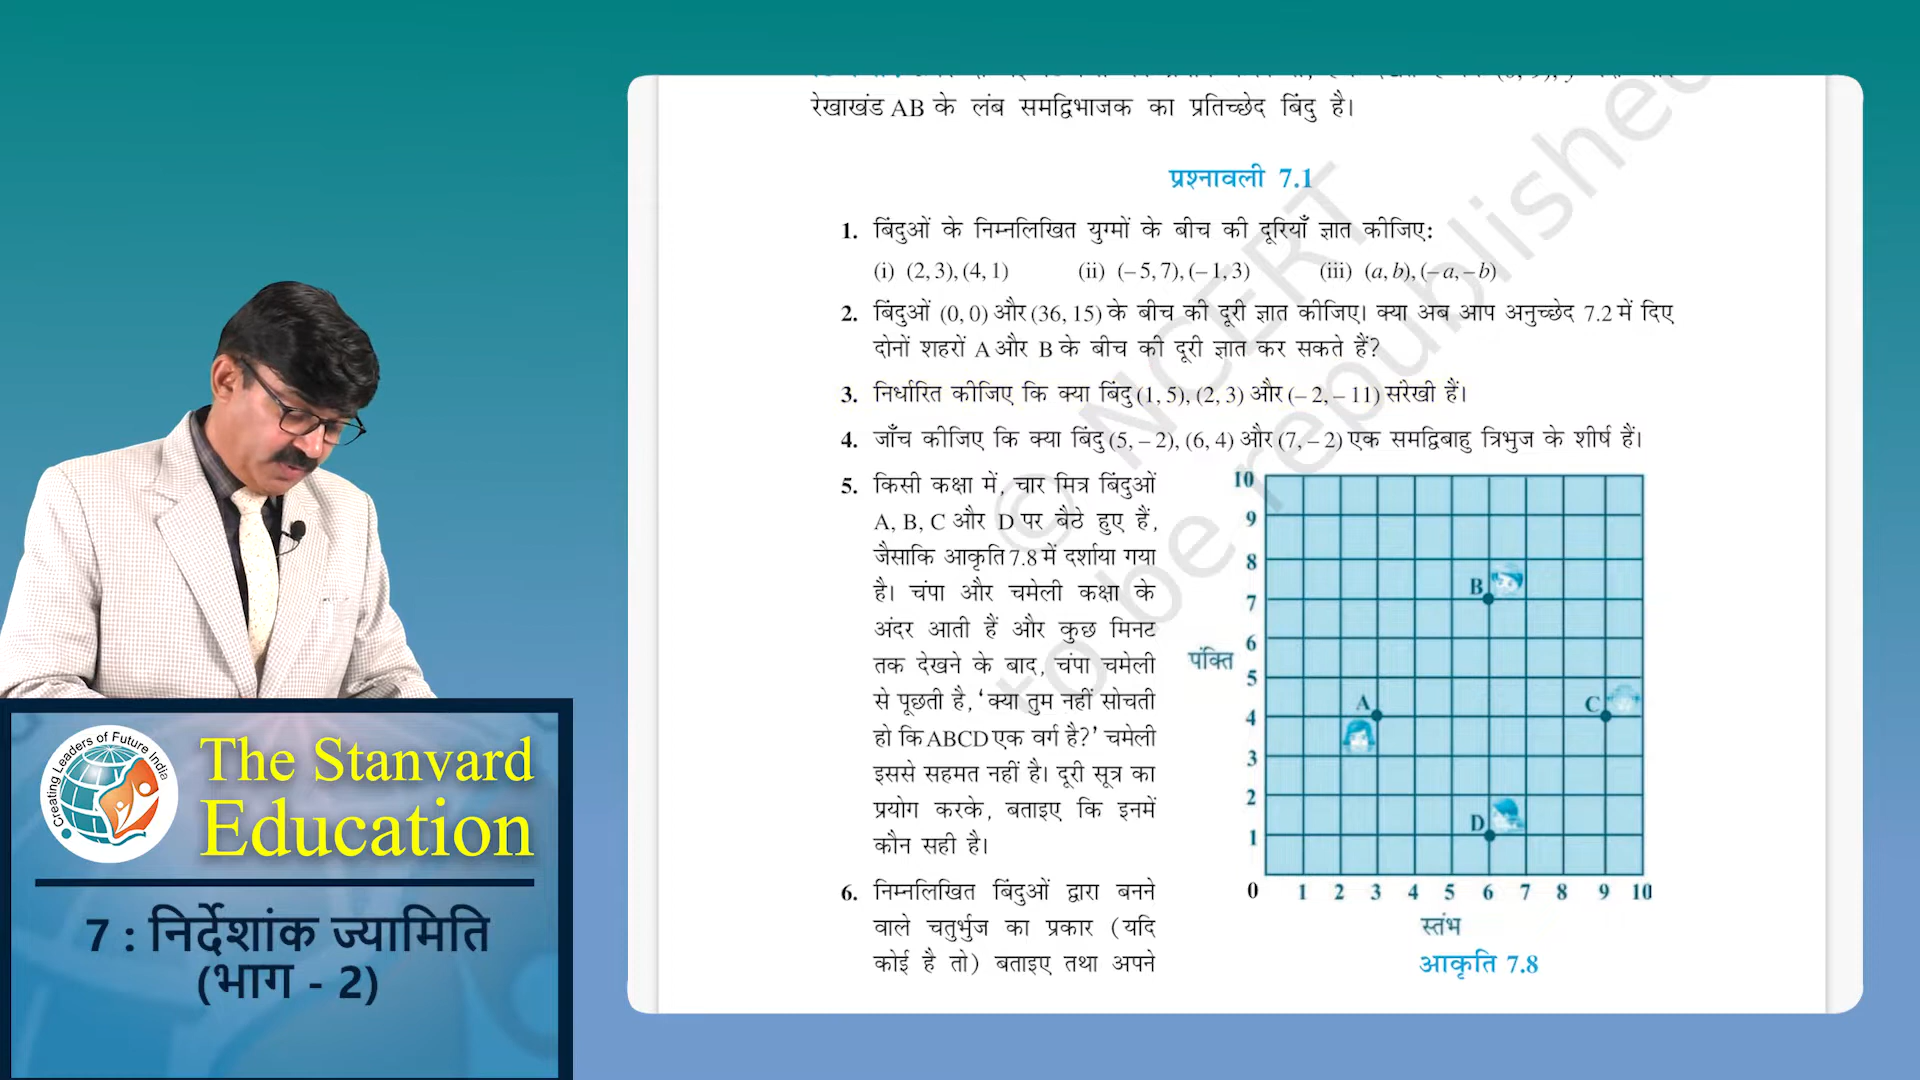 रेखाखंड AB के लंब समद्विभाजक का प्रतिच्छेद बिंदु है।
प्रश्नावली 7.1
1. बिंदुओं के निम्नलिखित युग्मों के बीच की दूरियाँ ज्ञात कीजिए:
(i) (2, 3), (4, 1) (ii) (– 5, 7), (– 1, 3) (iii) (a, b), (– a, – b)
2. बिंदुओं (0, 0) और (36, 15) के बीच की दूरी ज्ञात कीजिए। क्या अब आप अनुच्छेद 7.2 में दिए
दोनों शहरों A और B के बीच की दूरी ज्ञात कर सकते हैं?
3. निर्धारित कीजिए कि क्या बिंदु (1, 5), (2, 3) और (– 2, – 11) सरेखी हैं।
4. जाँच कीजिए कि क्या बिंदु (5, – 2), (6, 4) और (7, – 2) एक समद्विबाहु त्रिभुज के शीर्ष हैं।
5. किसी कक्षा में, चार मित्र बिंदुओं
A, B, C और D पर बैठे हुए हैं,
जैसाकि आकृति 7.8 में दर्शाया गया
है। चंपा और चमेली कक्षा के
अंदर आती हैं और कुछ मिनट
तक देखने के बाद, चंपा चमेली
से पूछती है, ‘क्या तुम नहीं सोचती
हो कि ABCD एक वर्ग है?’ चमेली
इससे सहमत नहीं है। दूरी सूत्र का
प्रयोग करके, बताइए कि इनमें
कौन सही है।
6. निम्नलिखित बिंदुओं द्वारा बनने
वाले चतुर्भुज का प्रकार (यदि
कोई है तो) बताइए तथा अपने
10
9
8
B
7
6
पंक्ति
5
A C
4
3
2
D
1
0 1 2 3 4 5 6 7 8 9 10
स्तंभ
आकृति 7.8
© NCERT
to be republished
Creating Leaders of Future India
The Stanvard
Education
7 : निर्देशांक ज्यामिति
(भाग - 2)